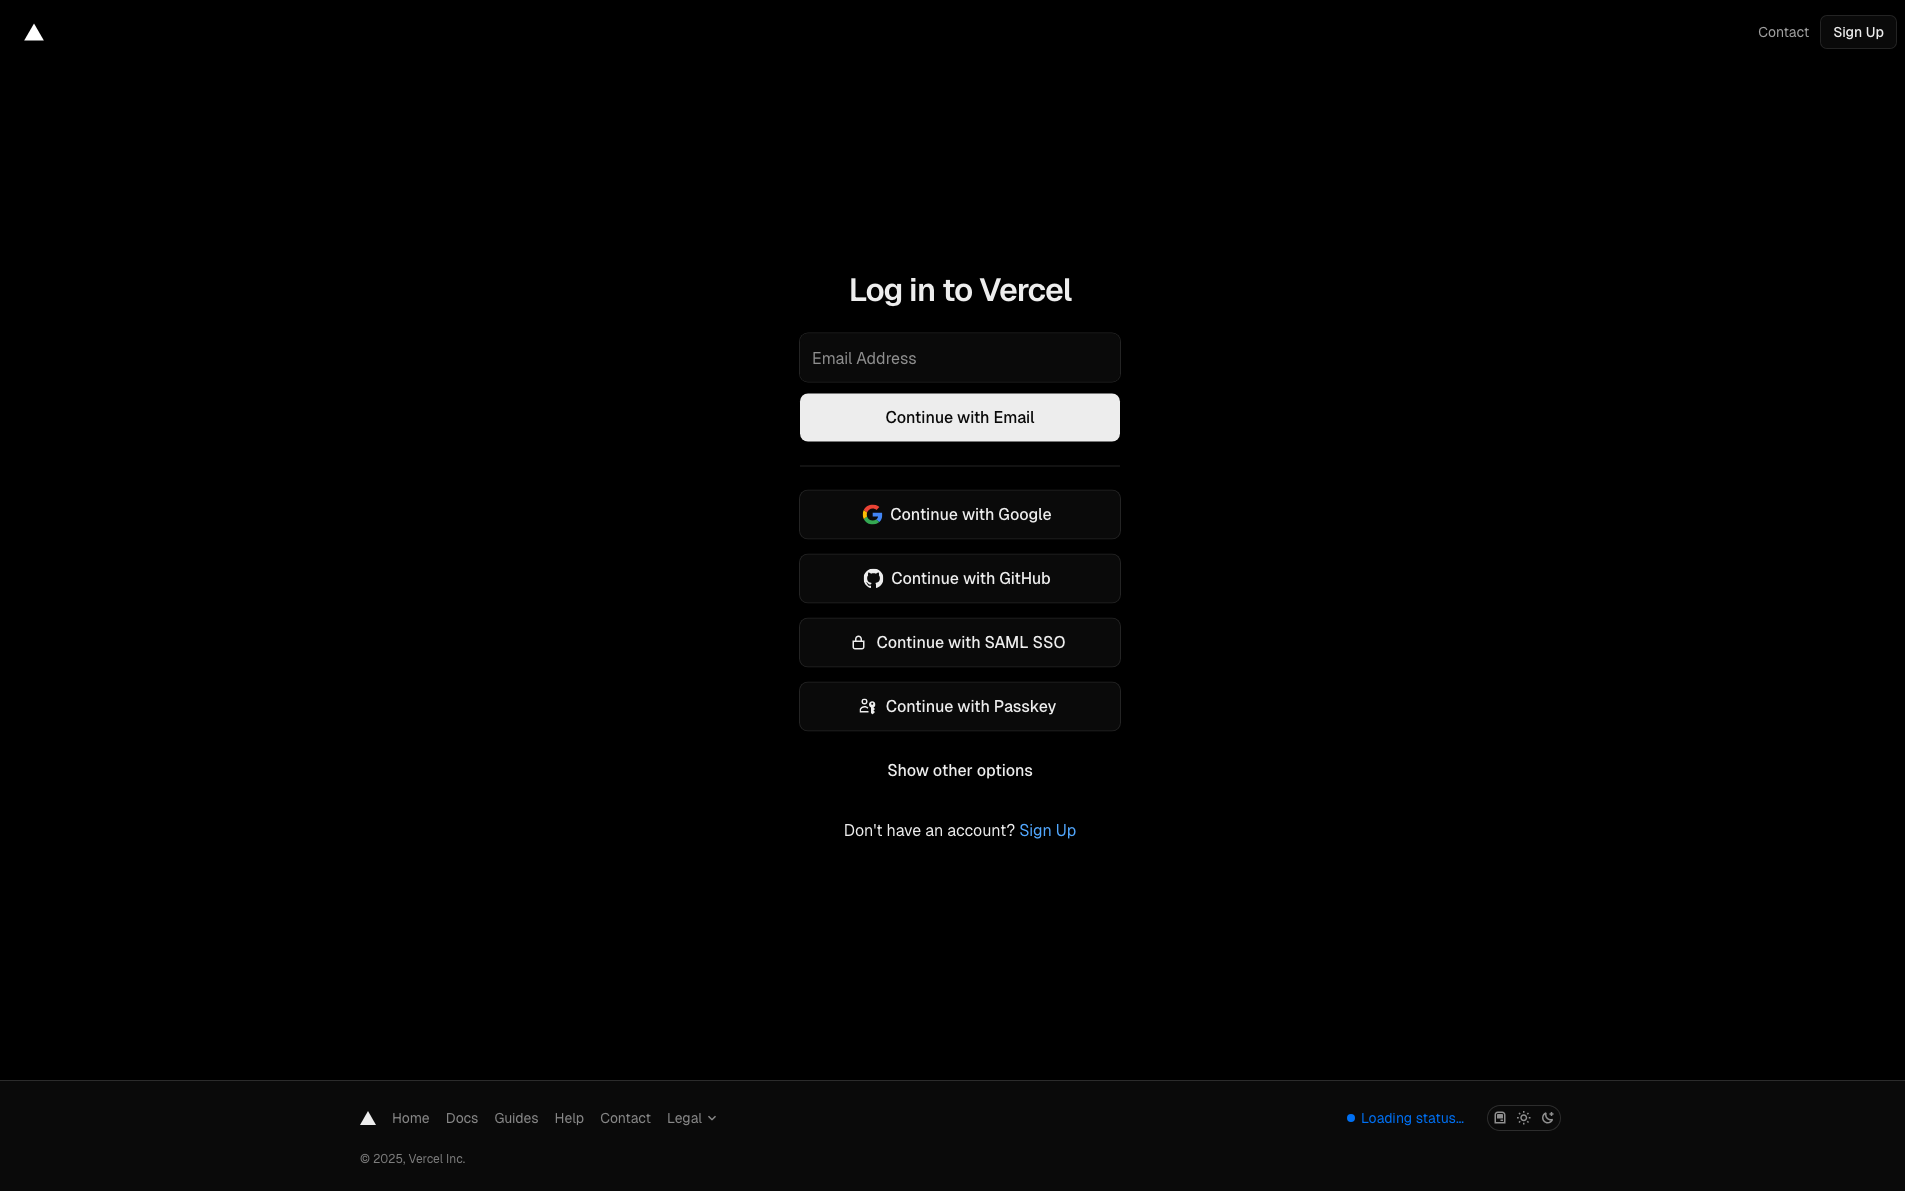 Contact Sign Up
Log in to Vercel
Email Address
Continue with Email
Continue with Google
Continue with GitHub
Continue with SAML SSO
Continue with Passkey
Show other options
Don't have an account? Sign Up
Home Docs Guides Help Contact Legal Loading status…
© 2025, Vercel Inc.